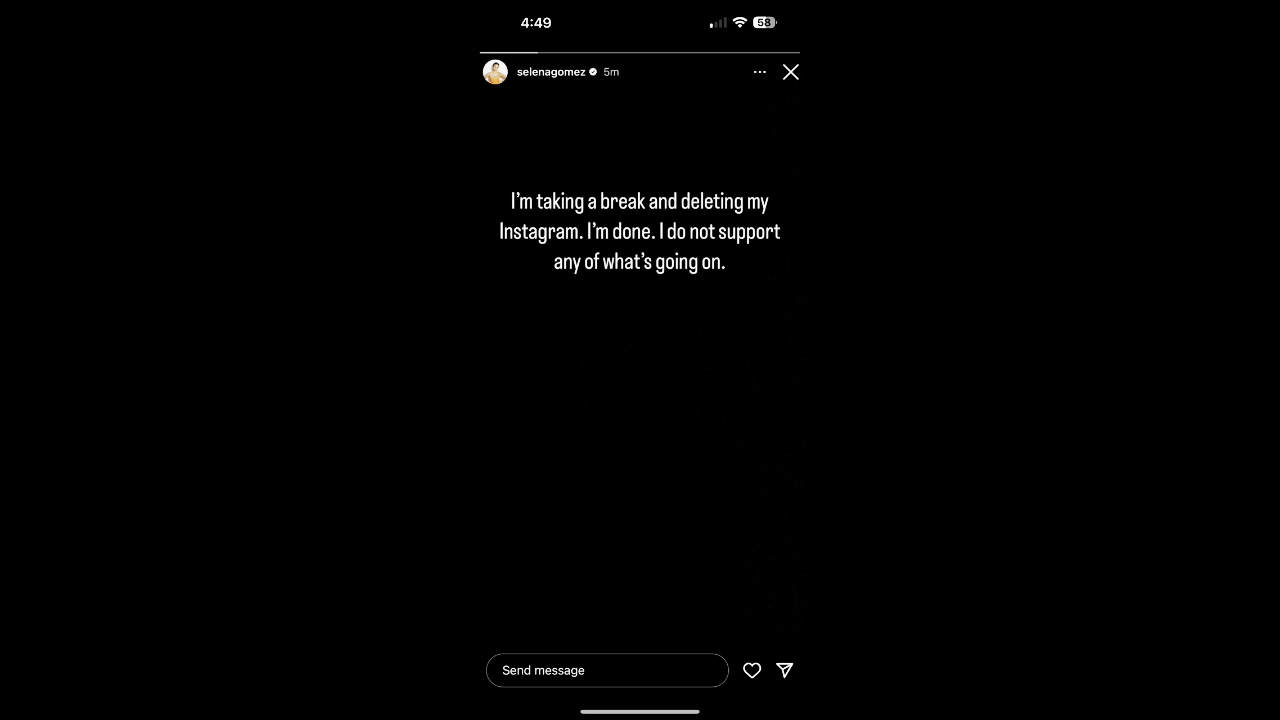 4:49
58
selenagomez 5m
I'm taking a break and deleting my
Instagram. I'm done. I do not support
any of what's going on.
Send message